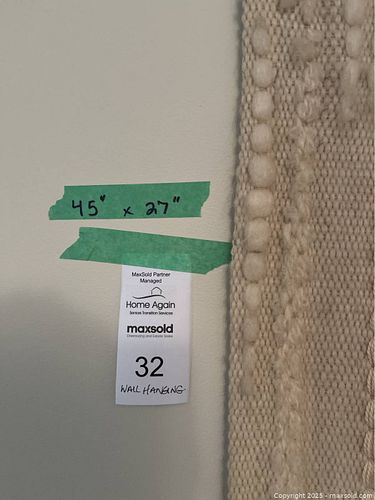 45" x 27"
MaxSold Partner
Managed
Home Again
Seniors Transition Services
maxsold
Downsizing and Estate Sales
32
WALL HANGING
Copyright 2025 - maxsold.com